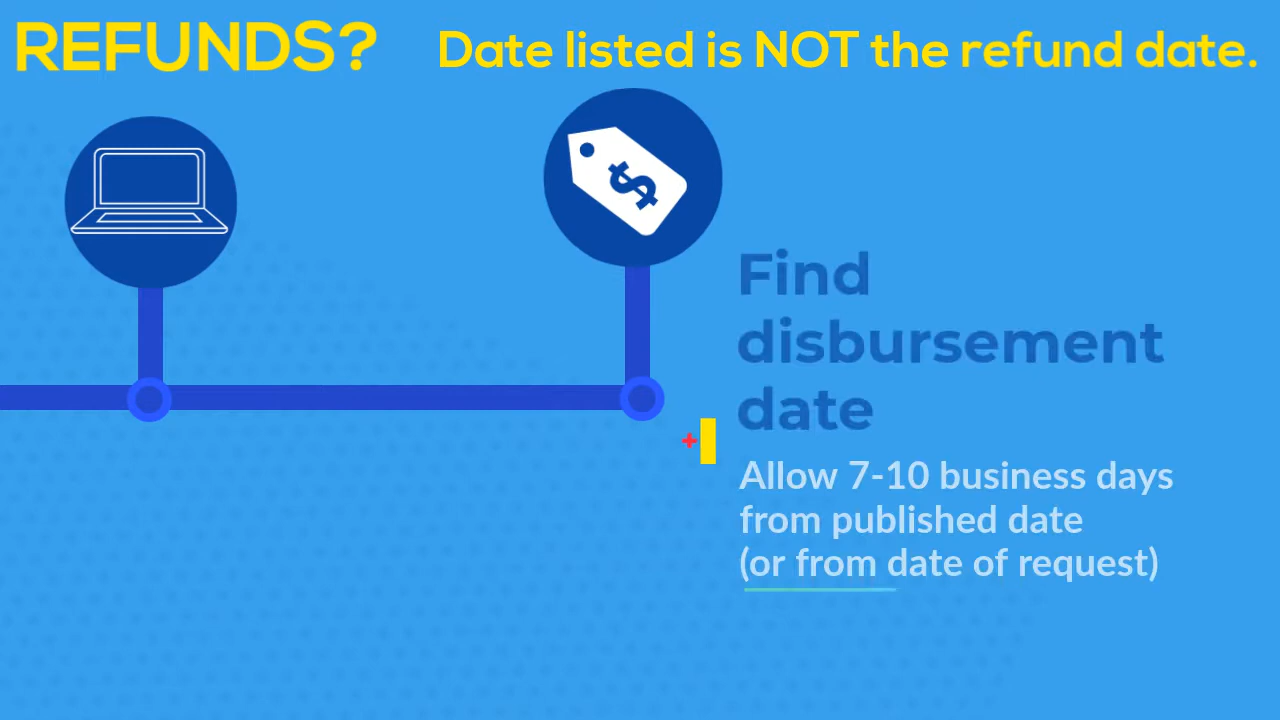 REFUNDS?
Date listed is NOT the refund date.
$
Find
disbursement
date
Allow 7-10 business days
from published date
(or from date of request)